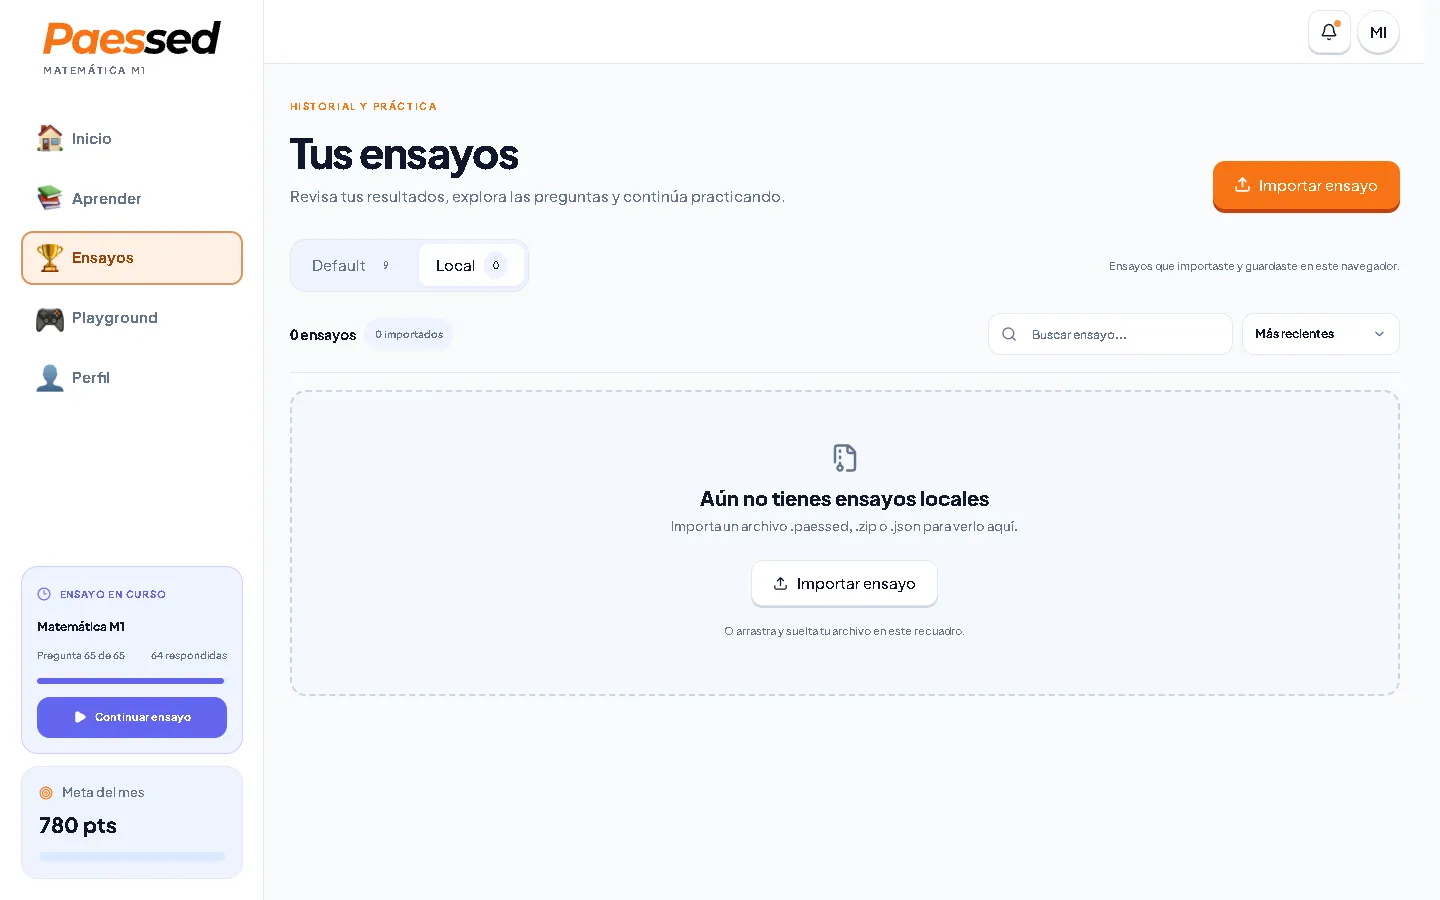 Paessed
MATEMÁTICA M1
Inicio
Aprender
Ensayos
Playground
Perfil
ENSAYO EN CURSO
Matemática M1
Pregunta 65 de 65 64 respondidas
Continuar ensayo
Meta del mes
780 pts
MI
HISTORIAL Y PRÁCTICA
Tus ensayos
Revisa tus resultados, explora las preguntas y continúa practicando.
Importar ensayo
Default 9 Local 0
Ensayos que importaste y guardaste en este navegador.
0 ensayos 0 importados
Buscar ensayo...
Más recientes
Aún no tienes ensayos locales
Importa un archivo .paessed, .zip o .json para verlo aquí.
Importar ensayo
O arrastra y suelta tu archivo en este recuadro.